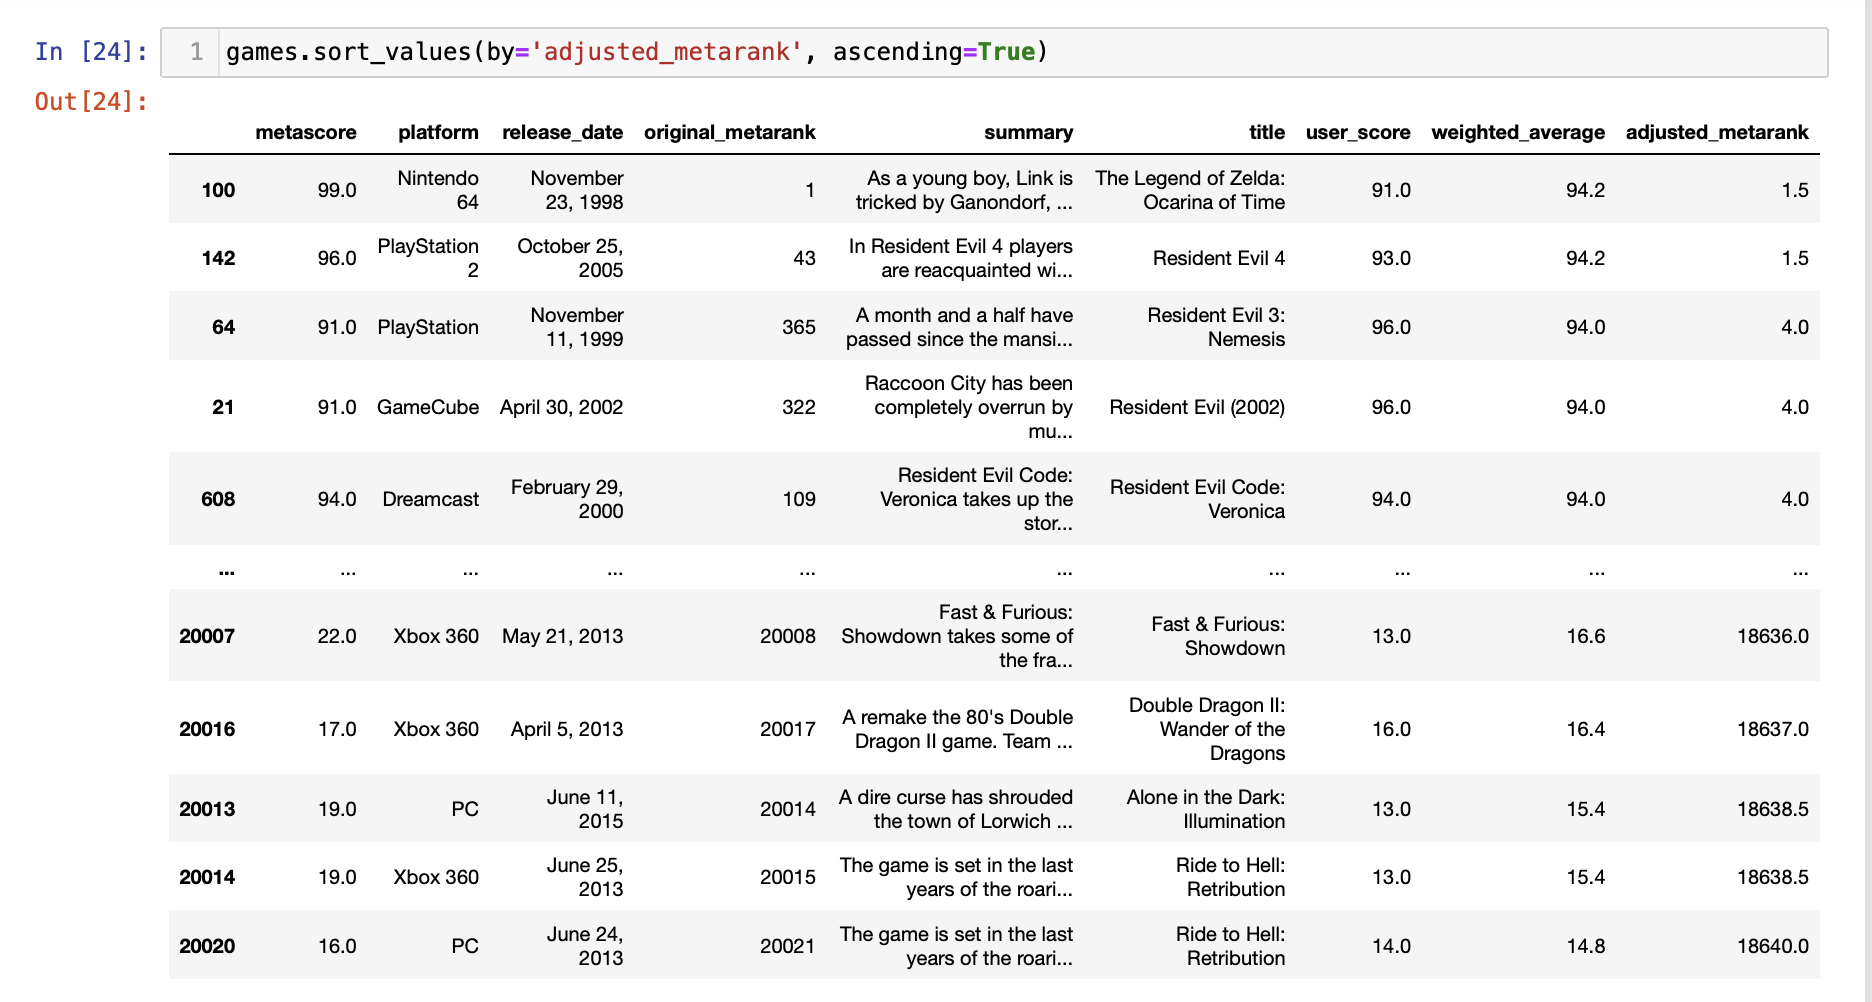 In [24]: 1 games.sort_values(by='adjusted_metarank', ascending=True)
Out[24]:
metascore platform release_date original_metarank summary title user_score weighted_average adjusted_metarank
100 99.0 Nintendo 64 November 23, 1998 1 As a young boy, Link is tricked by Ganondorf, ... The Legend of Zelda: Ocarina of Time 91.0 94.2 1.5
142 96.0 PlayStation 2 October 25, 2005 43 In Resident Evil 4 players are reacquainted wi... Resident Evil 4 93.0 94.2 1.5
64 91.0 PlayStation November 11, 1999 365 A month and a half have passed since the mansi... Resident Evil 3: Nemesis 96.0 94.0 4.0
21 91.0 GameCube April 30, 2002 322 Raccoon City has been completely overrun by mu... Resident Evil (2002) 96.0 94.0 4.0
608 94.0 Dreamcast February 29, 2000 109 Resident Evil Code: Veronica takes up the stor... Resident Evil Code: Veronica 94.0 94.0 4.0
... ... ... ... ... ... ... ... ... ...
20007 22.0 Xbox 360 May 21, 2013 20008 Fast & Furious: Showdown takes some of the fra... Fast & Furious: Showdown 13.0 16.6 18636.0
20016 17.0 Xbox 360 April 5, 2013 20017 A remake the 80's Double Dragon II game. Team ... Double Dragon II: Wander of the Dragons 16.0 16.4 18637.0
20013 19.0 PC June 11, 2015 20014 A dire curse has shrouded the town of Lorwich ... Alone in the Dark: Illumination 13.0 15.4 18638.5
20014 19.0 Xbox 360 June 25, 2013 20015 The game is set in the last years of the roari... Ride to Hell: Retribution 13.0 15.4 18638.5
20020 16.0 PC June 24, 2013 20021 The game is set in the last years of the roari... Ride to Hell: Retribution 14.0 14.8 18640.0